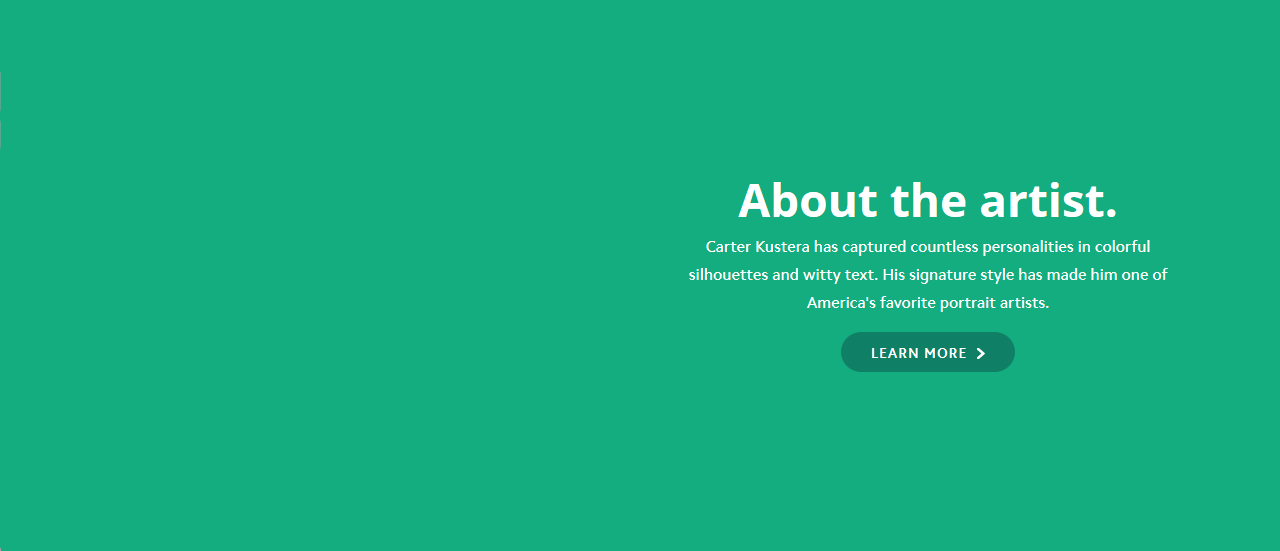 About the artist.
Carter Kustera has captured countless personalities in colorful
silhouettes and witty text. His signature style has made him one of
America's favorite portrait artists.
LEARN MORE